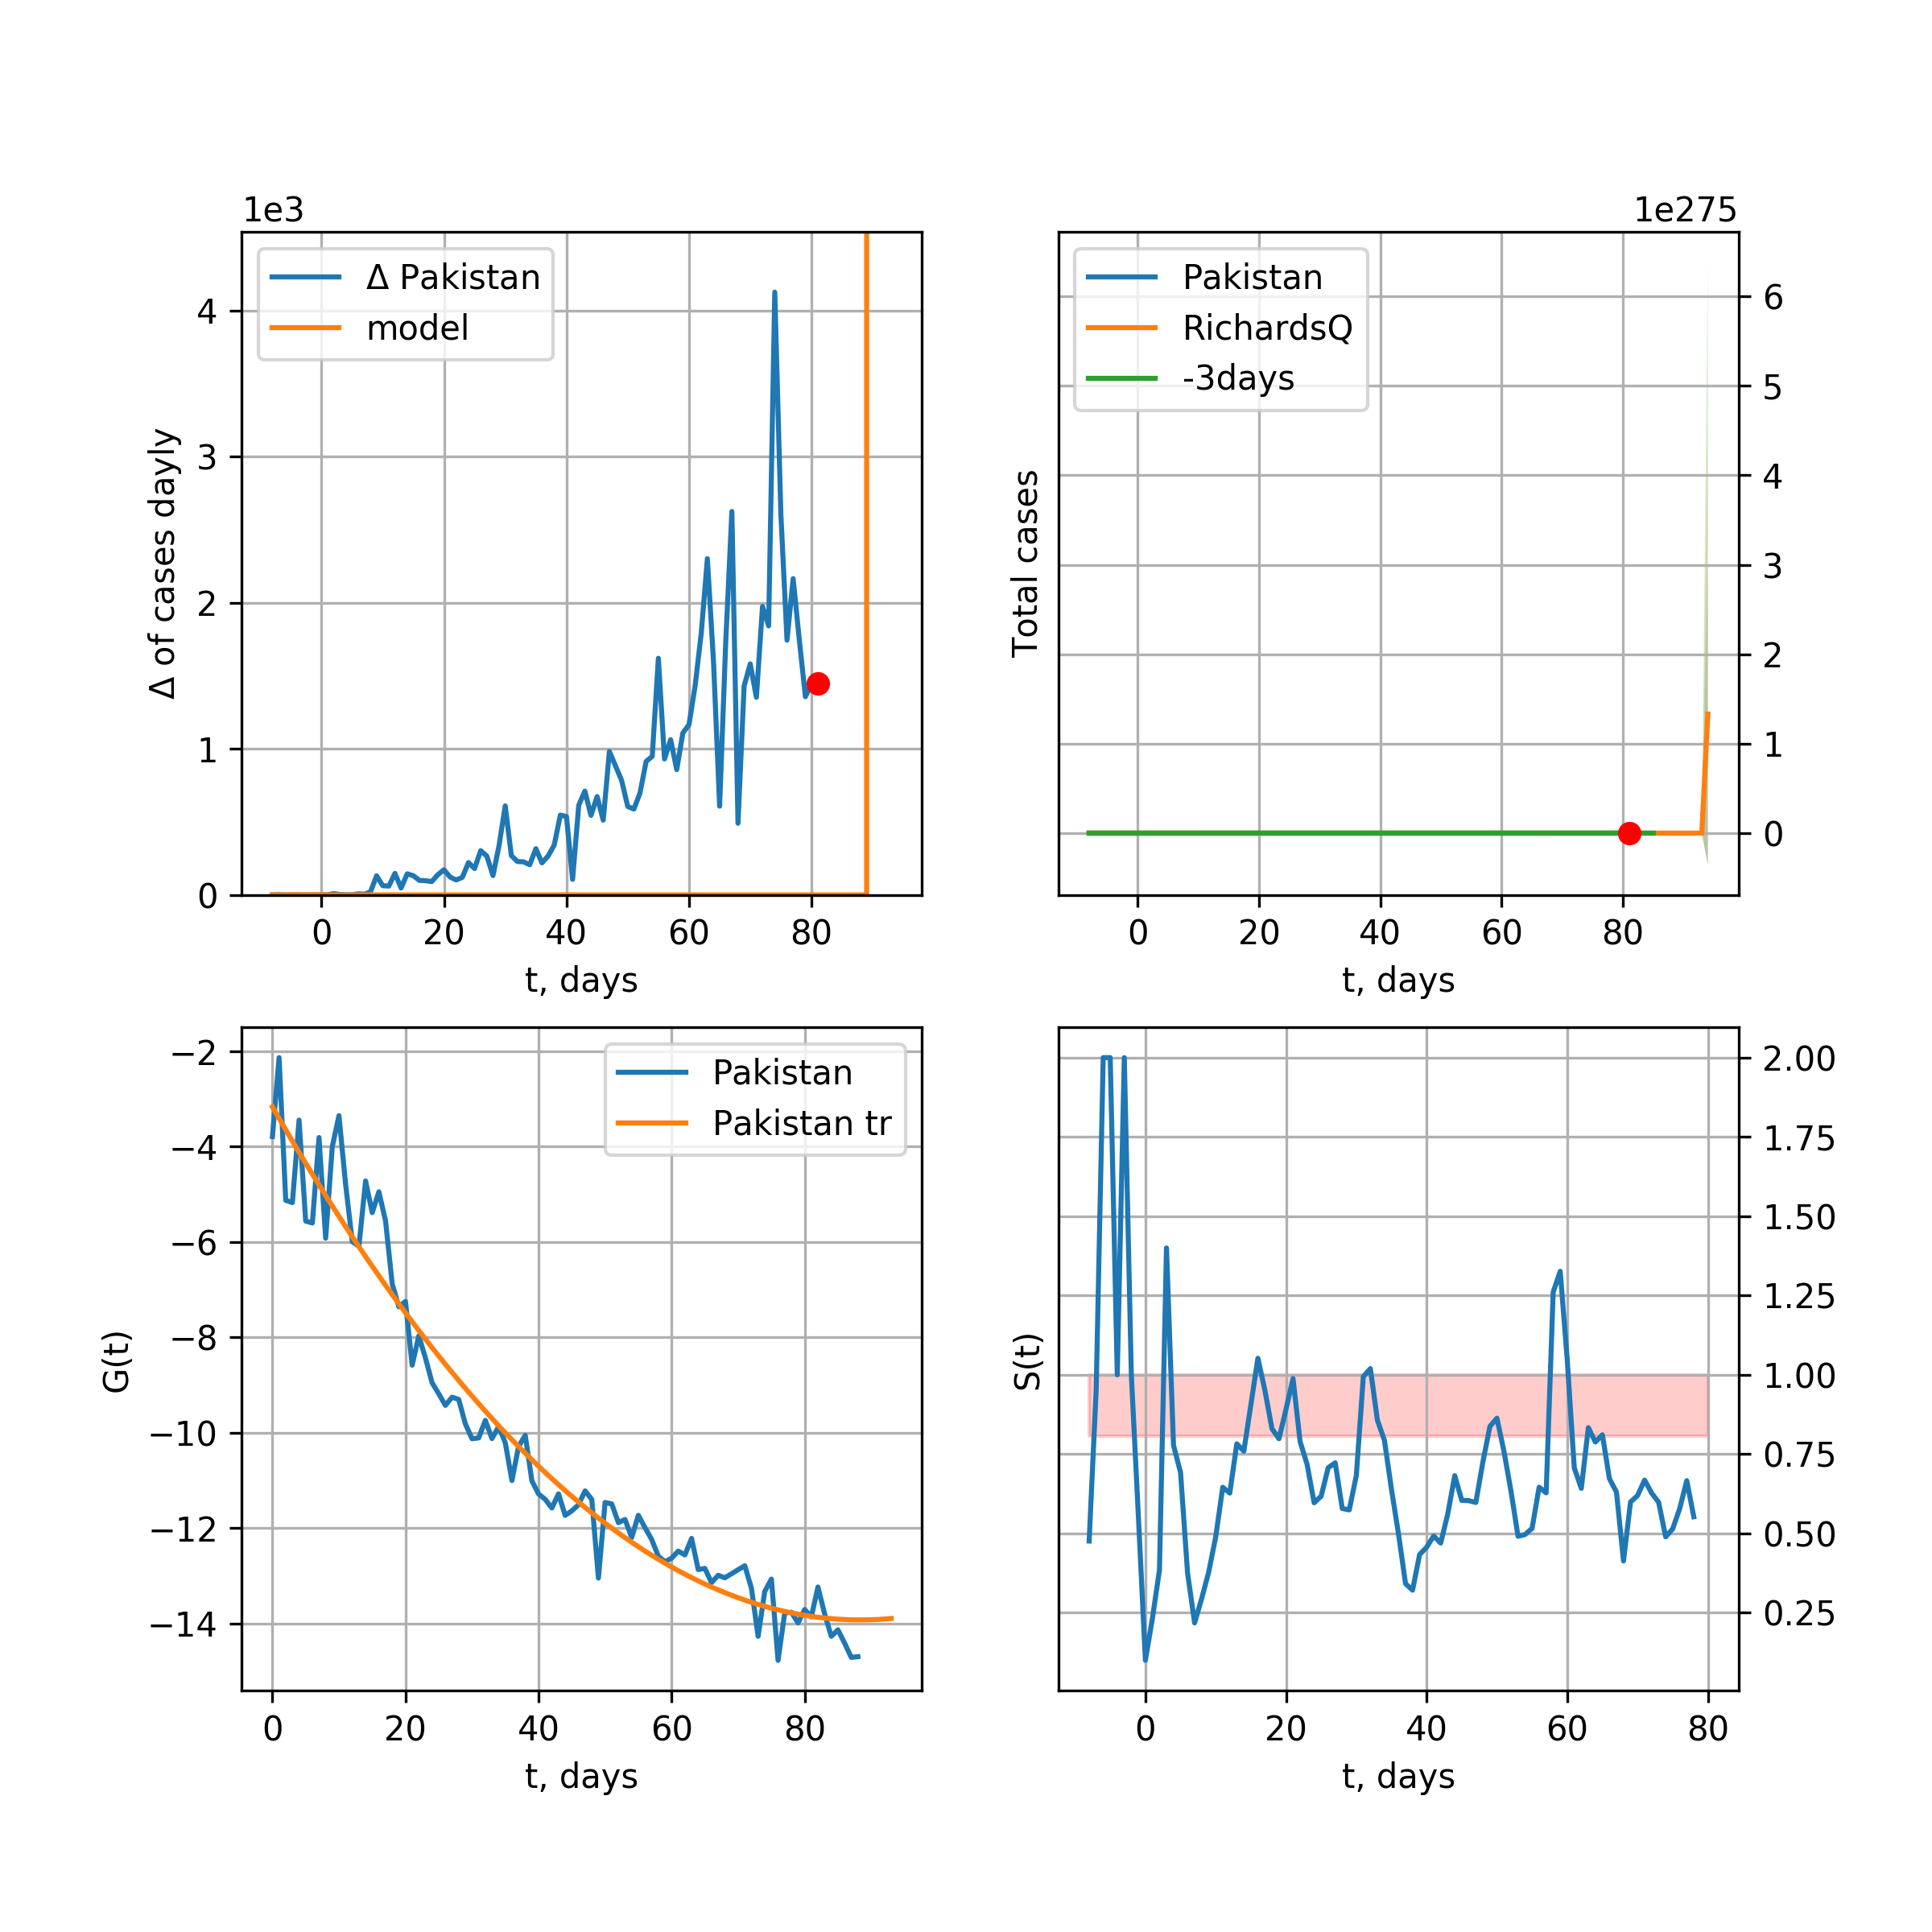 1e3
Δ Pakistan
model
4
3
2
1
0
Δ of cases dayly
0 20 40 60 80
t, days
1e275
Pakistan
RichardsQ
-3days
6
5
4
3
2
1
0
Total cases
0 20 40 60 80
t, days
Pakistan
Pakistan tr
−2
−4
−6
−8
−10
−12
−14
G(t)
0 20 40 60 80
t, days
2.00
1.75
1.50
1.25
1.00
0.75
0.50
0.25
S(t)
0 20 40 60 80
t, days